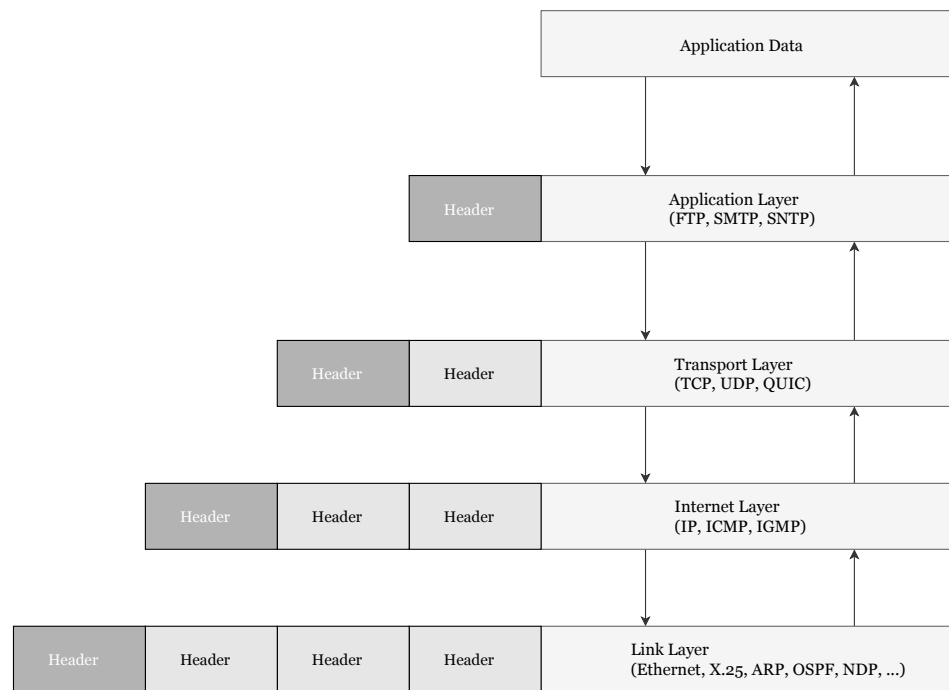 Application Data
Header
Application Layer
(FTP, SMTP, SNTP)
Header
Header
Transport Layer
(TCP, UDP, QUIC)
Header
Header
Header
Internet Layer
(IP, ICMP, IGMP)
Header
Header
Header
Header
Link Layer
(Ethernet, X.25, ARP, OSPF, NDP, ...)